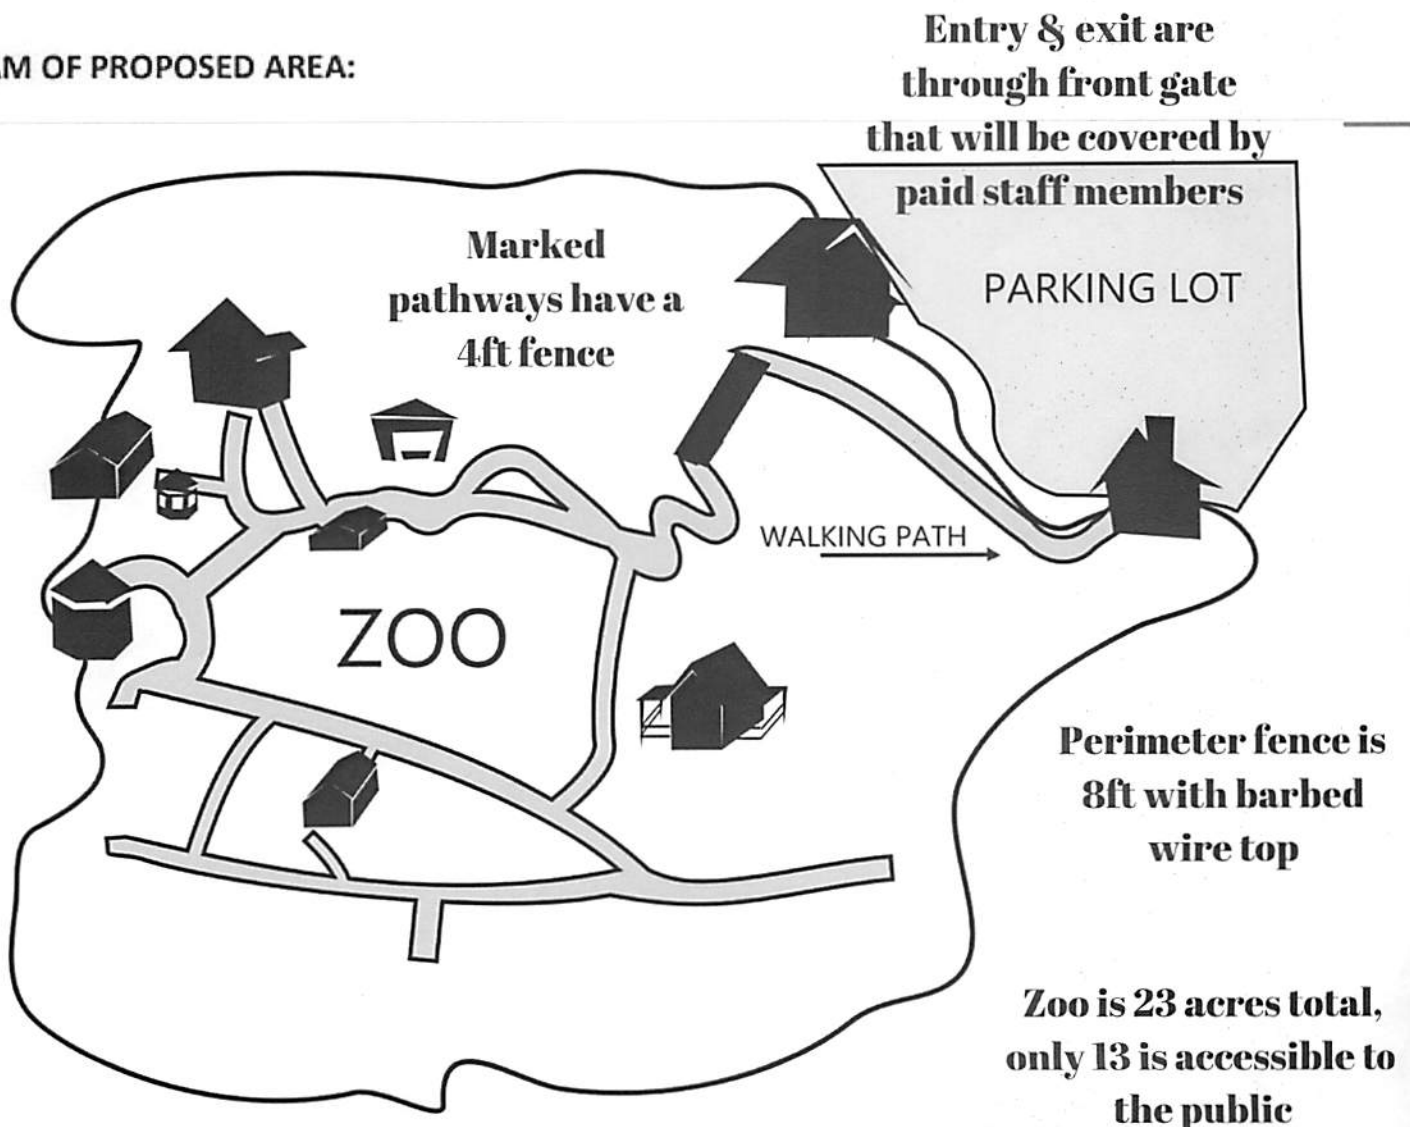 AM OF PROPOSED AREA:
Entry & exit are
through front gate
that will be covered by
paid staff members
PARKING LOT
Marked
pathways have a
4ft fence
WALKING PATH
ZOO
Perimeter fence is
8ft with barbed
wire top
Zoo is 23 acres total,
only 13 is accessible to
the public